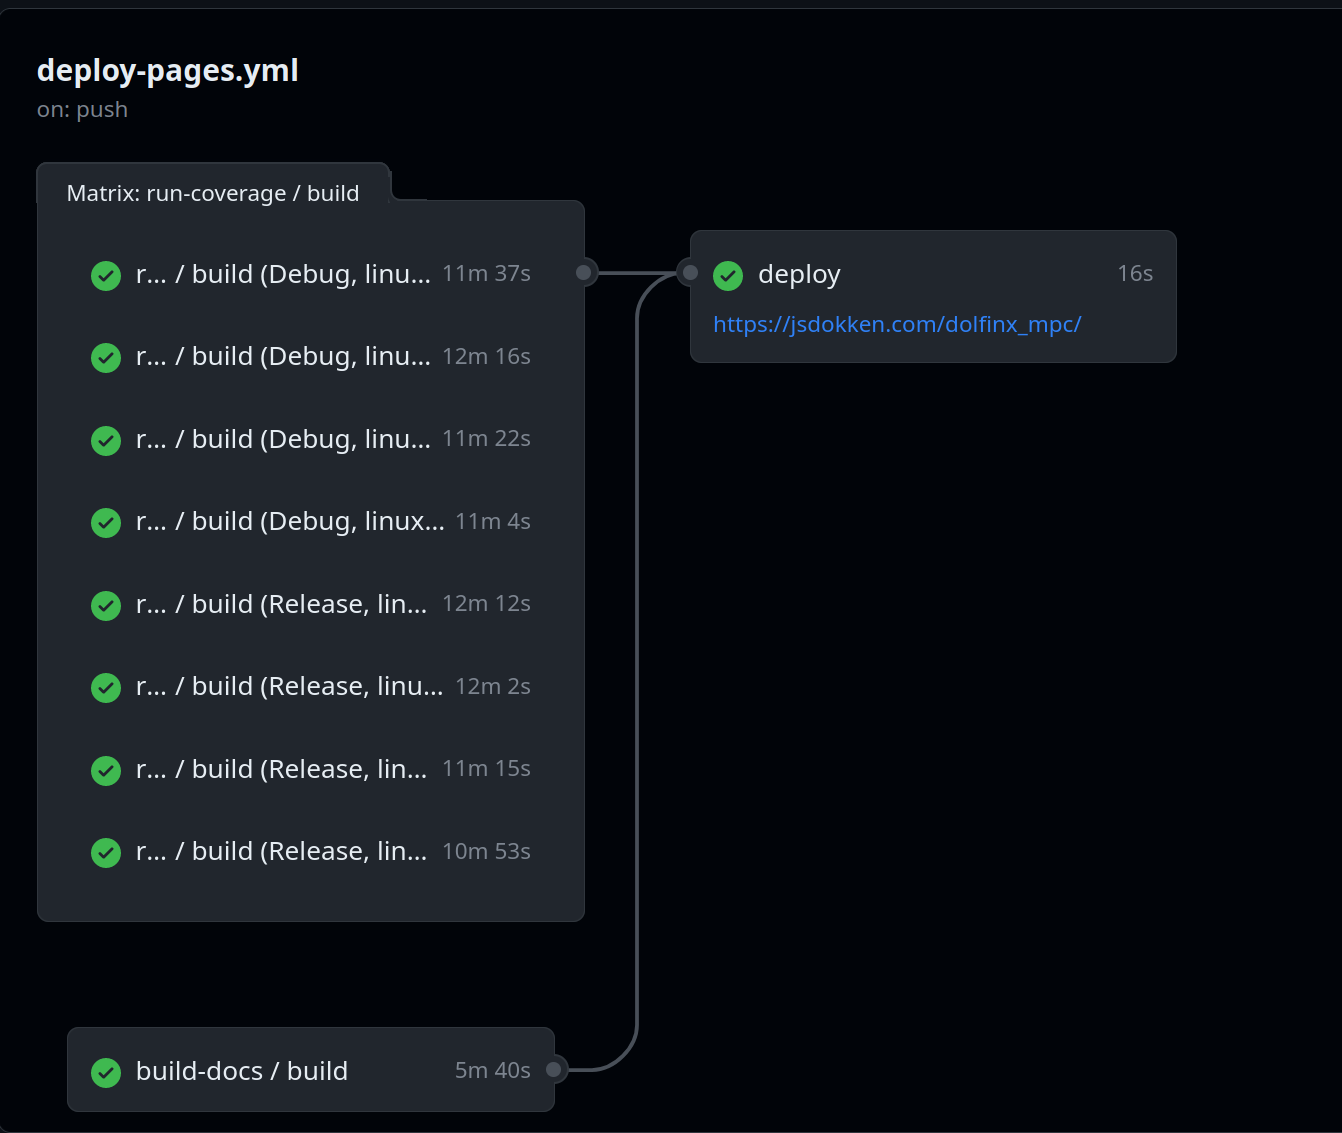 deploy-pages.yml
on: push
Matrix: run-coverage / build
r... / build (Debug, linu... 11m 37s
r... / build (Debug, linu... 12m 16s
r... / build (Debug, linu... 11m 22s
r... / build (Debug, linux... 11m 4s
r... / build (Release, lin... 12m 12s
r... / build (Release, linu... 12m 2s
r... / build (Release, lin... 11m 15s
r... / build (Release, lin... 10m 53s
deploy 16s
https://jsdokken.com/dolfinx_mpc/
build-docs / build 5m 40s